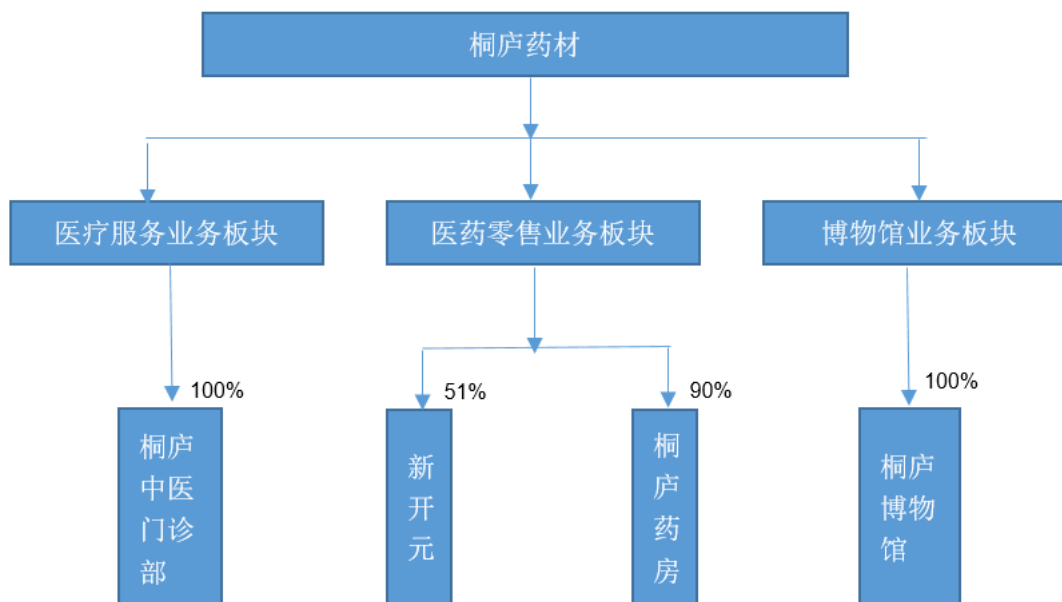 桐庐药材
医疗服务业务板块
医药零售业务板块
博物馆业务板块
100%
51%
90%
100%
桐庐
中医
门诊
部
新
开
元
桐
庐
药
房
桐庐
博物
馆